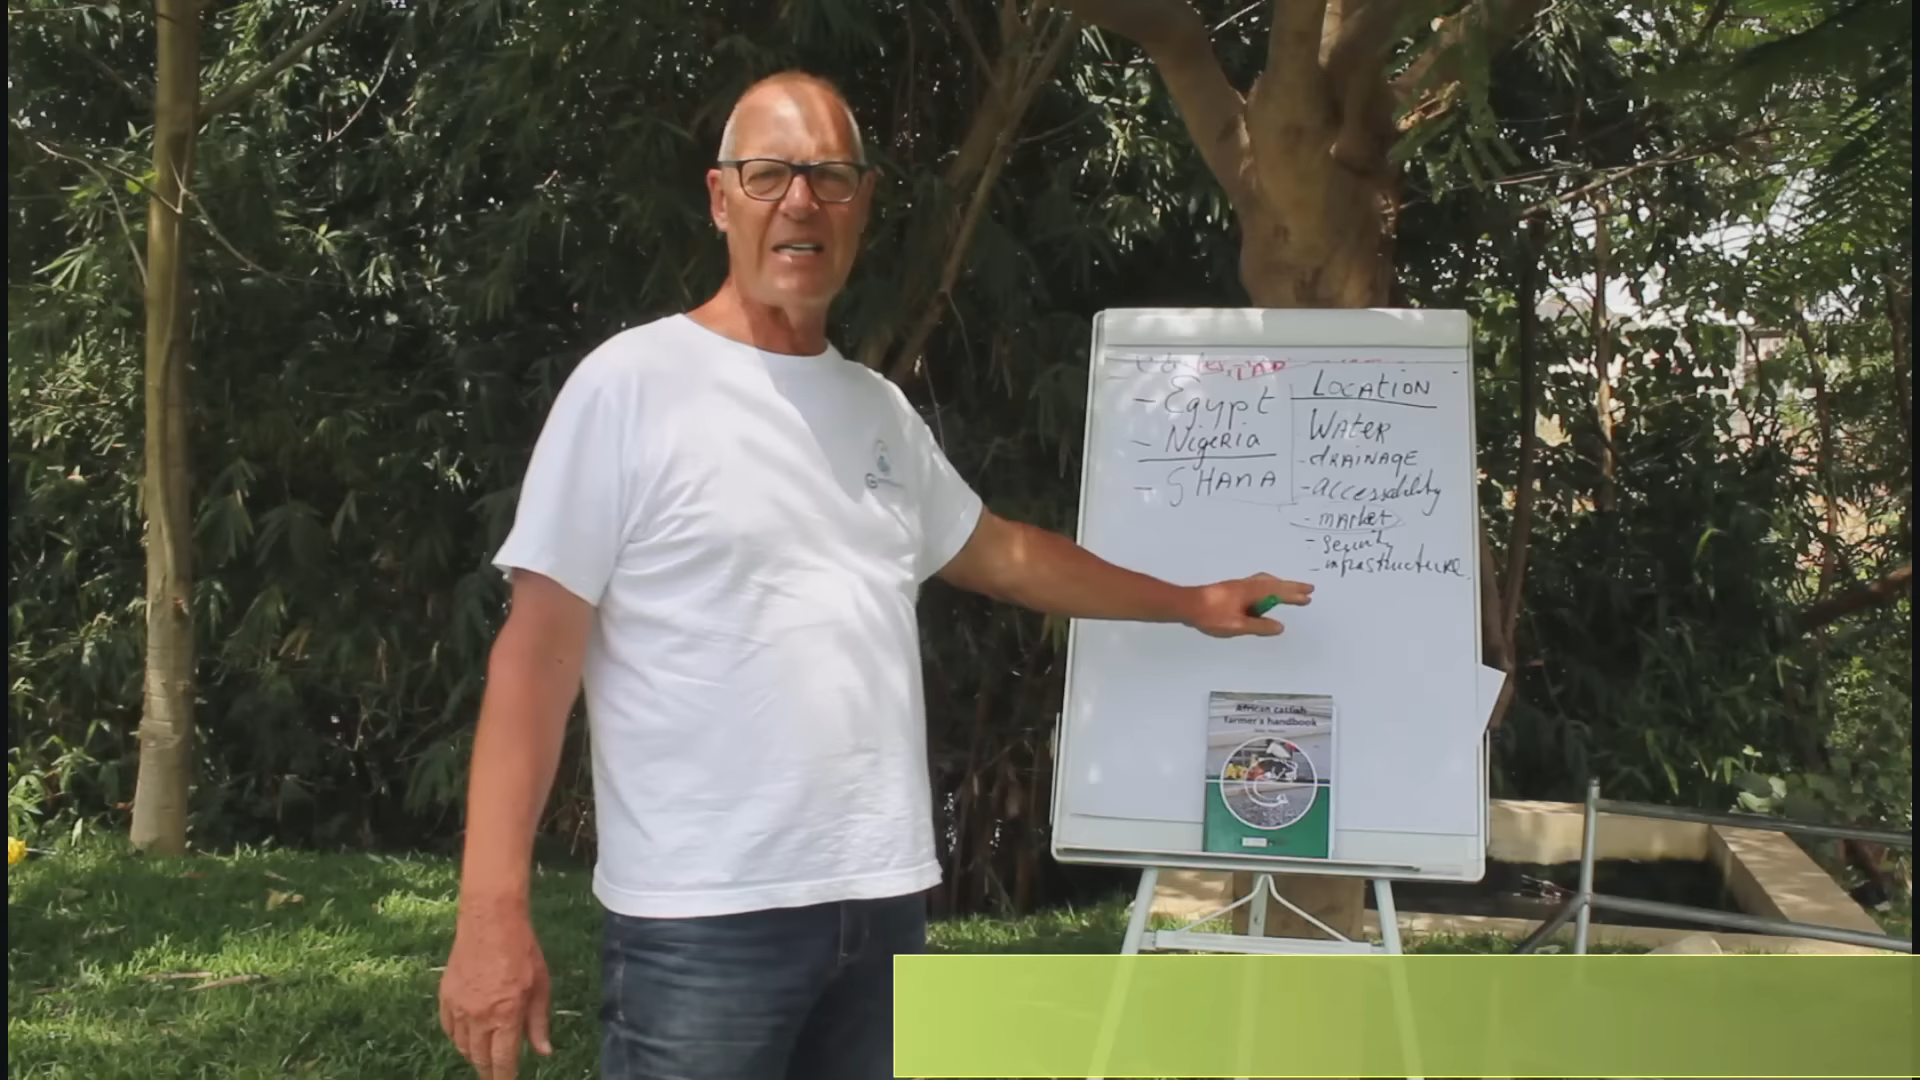 - Egypt
- Nigeria
- GHANA
LOCATION
WATER
- dRAINAGE
- accessability
- market
- Security
- infrastructure
African catfish
farmer's handbook